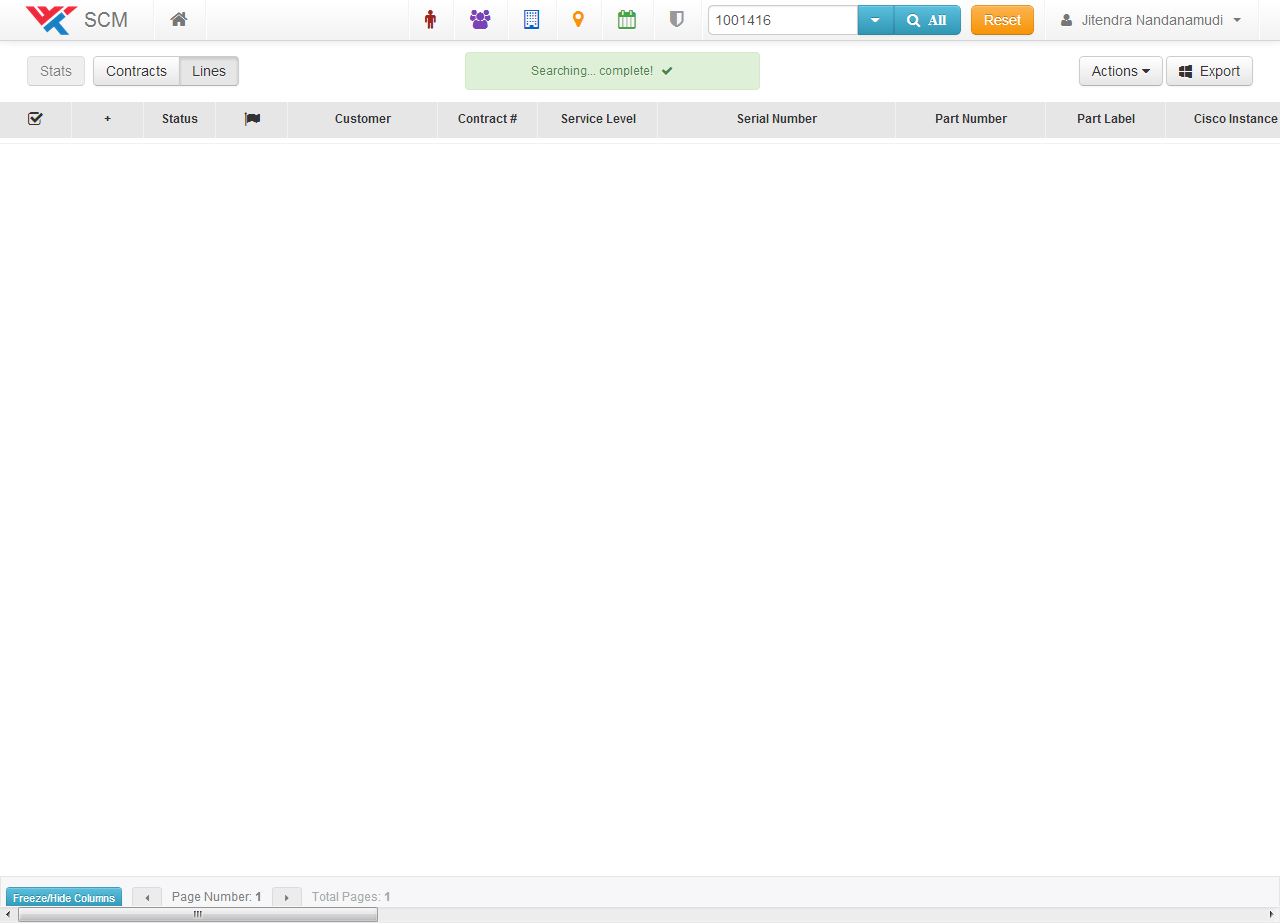 SCM 1001416 All Reset Jitendra Nandanamudi
Stats Contracts Lines Searching... complete! Actions Export
+ Status Customer Contract # Service Level Serial Number Part Number Part Label Cisco Instance
Freeze/Hide Columns Page Number: 1 Total Pages: 1